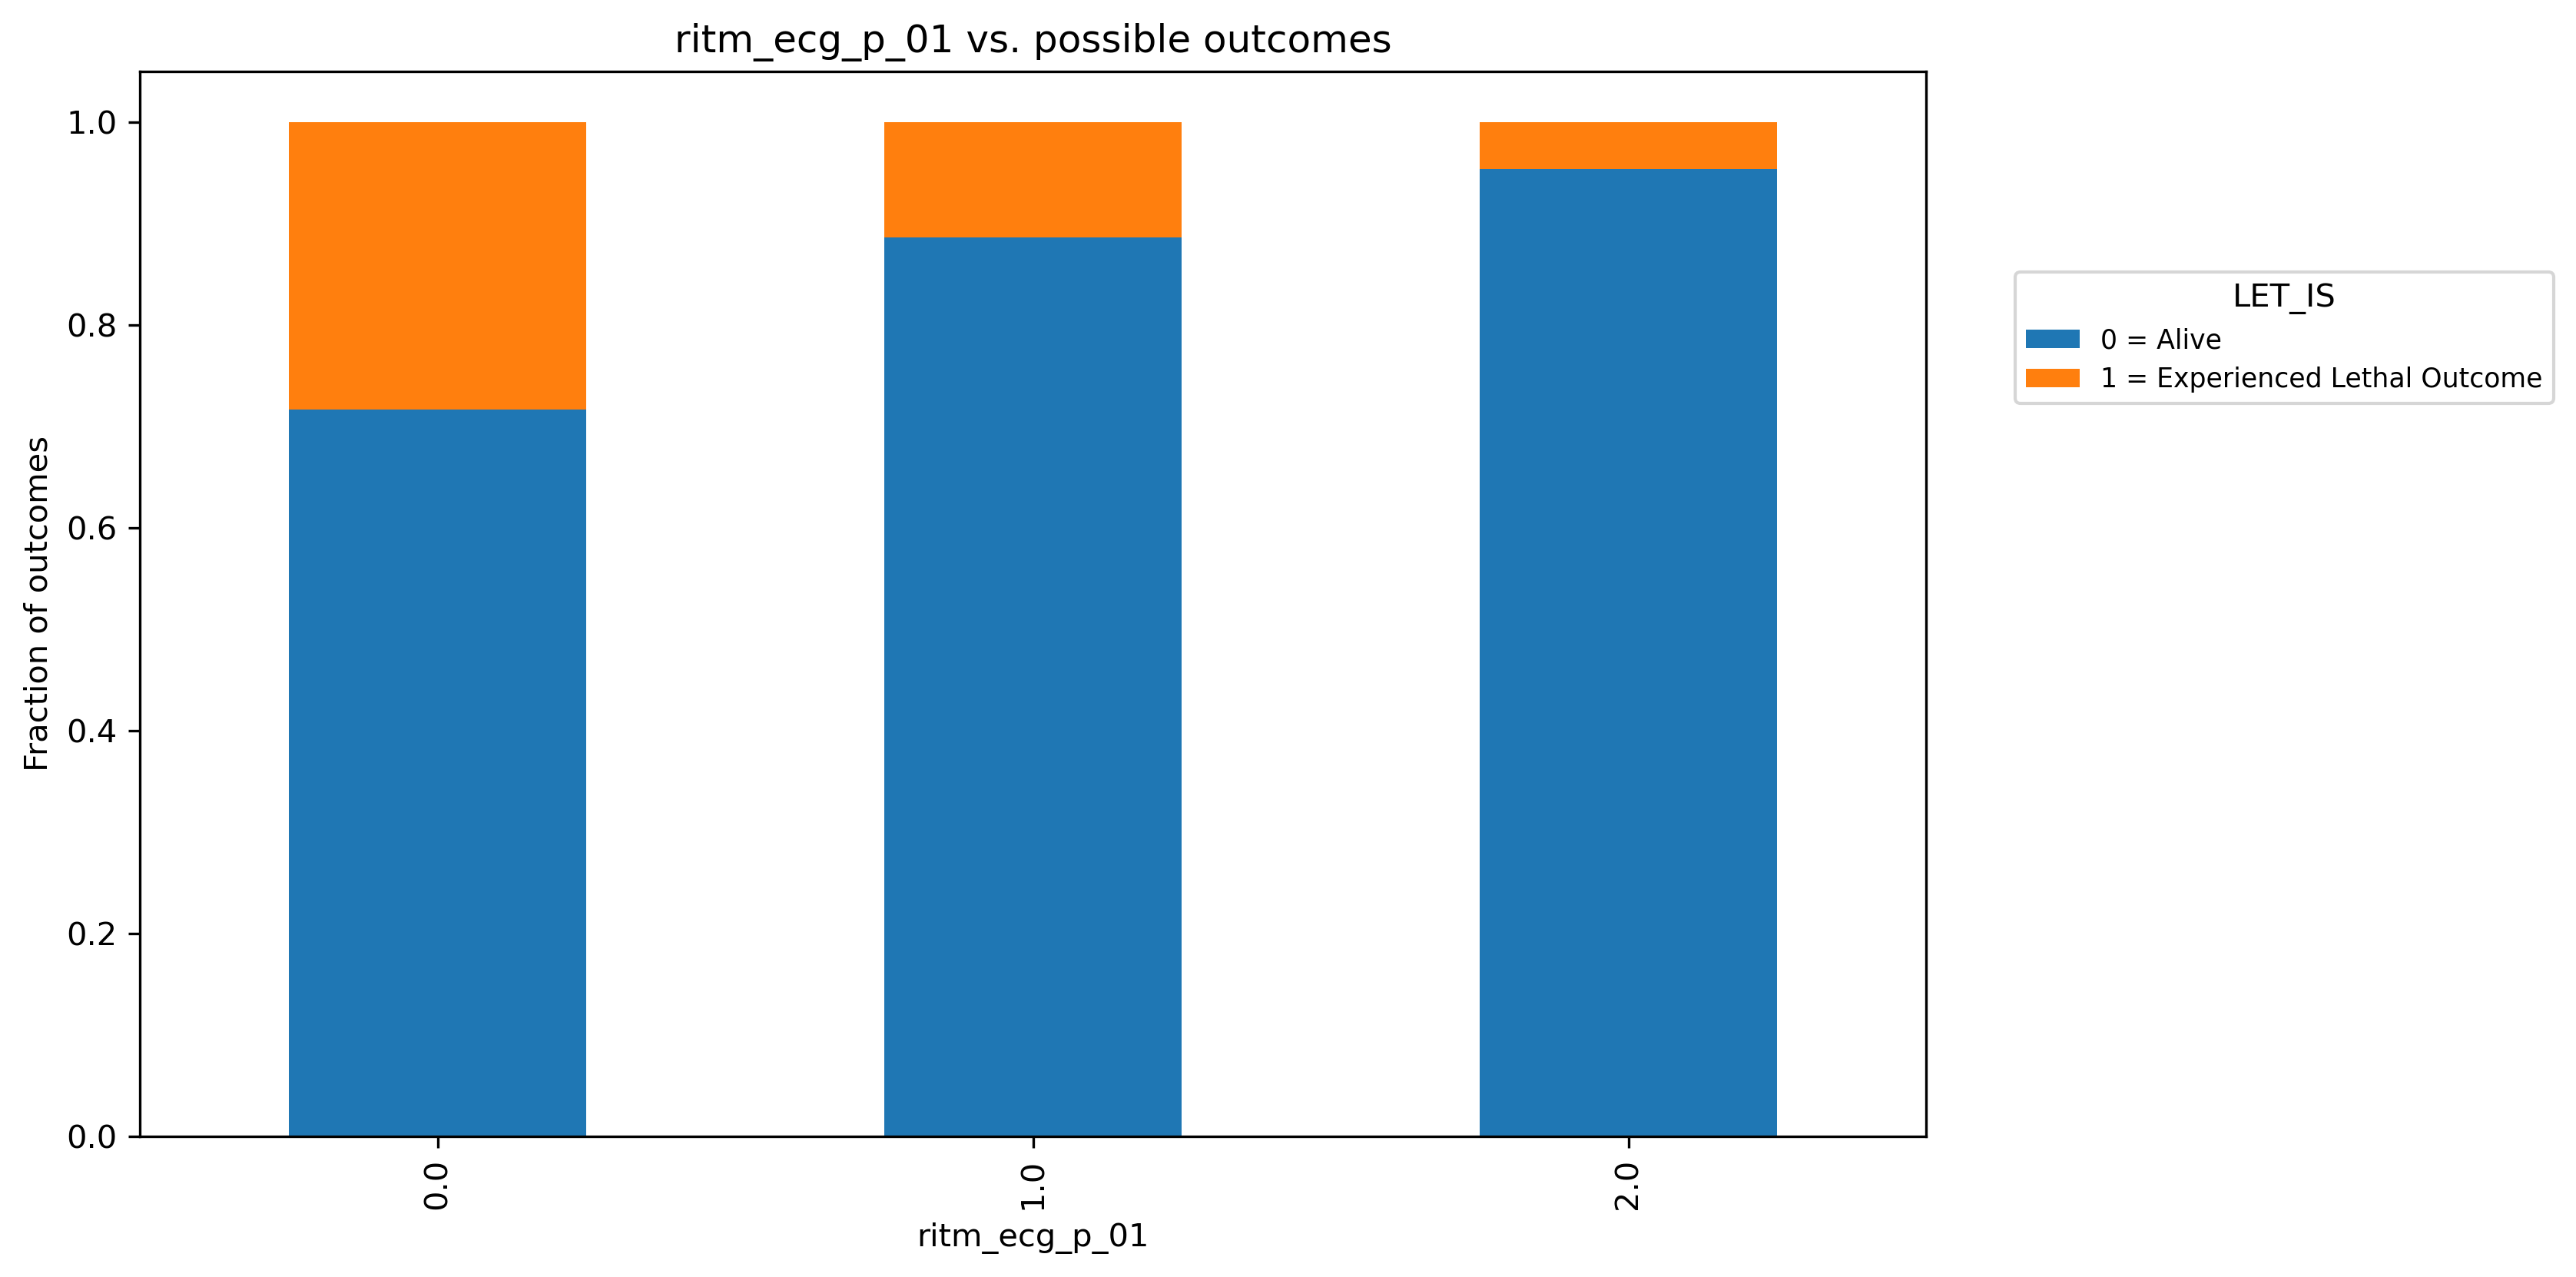 ritm_ecg_p_01 vs. possible outcomes
Fraction of outcomes
1.0
0.8
0.6
0.4
0.2
0.0
0.0
1.0
2.0
ritm_ecg_p_01
LET_IS
0 = Alive
1 = Experienced Lethal Outcome